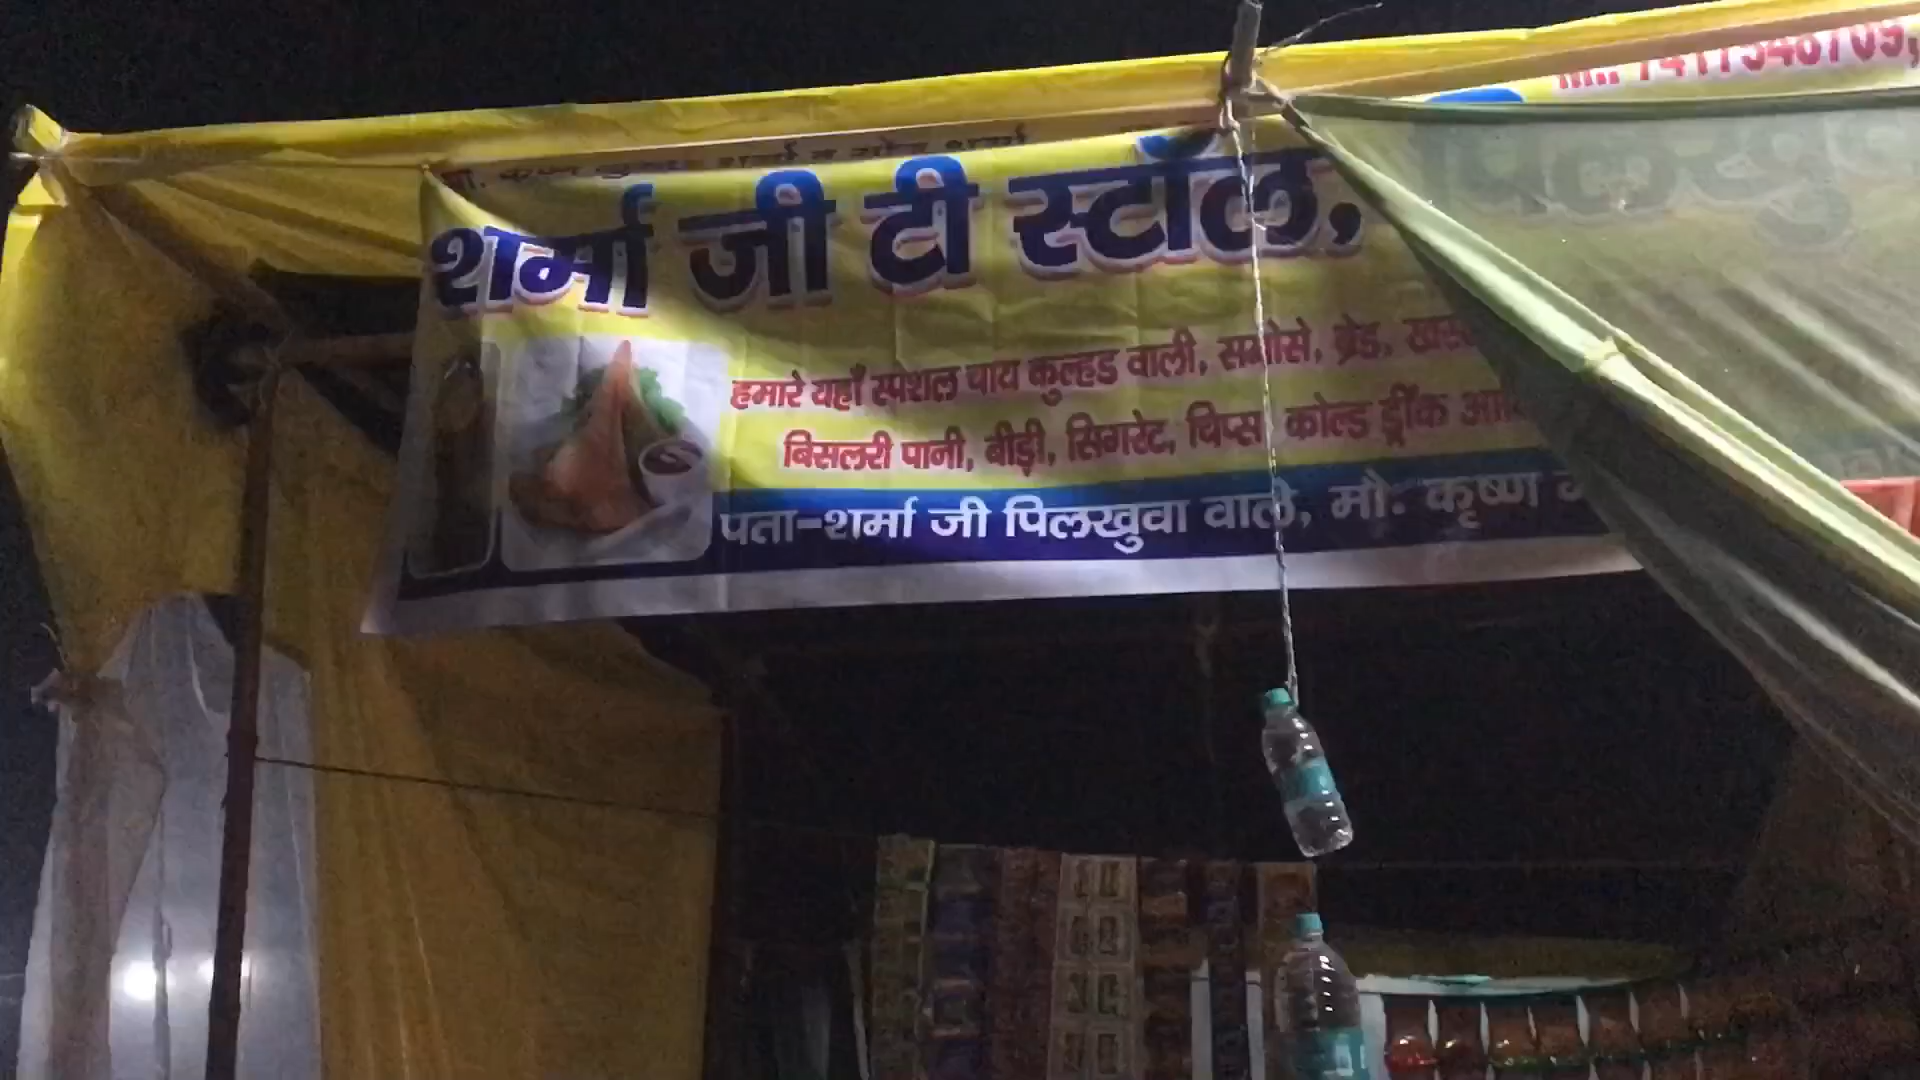 शर्मा जी टी स्टॉल,
हमारे यहाँ स्पेशल चाय कुल्हड वाली, समोसे, ब्रेड,
बिसलरी पानी, बीड़ी, सिगरेट, चिप्स, कोल्ड ड्रींक
पता-शर्मा जी पिलखुवा वाले, मौ. कृष्ण